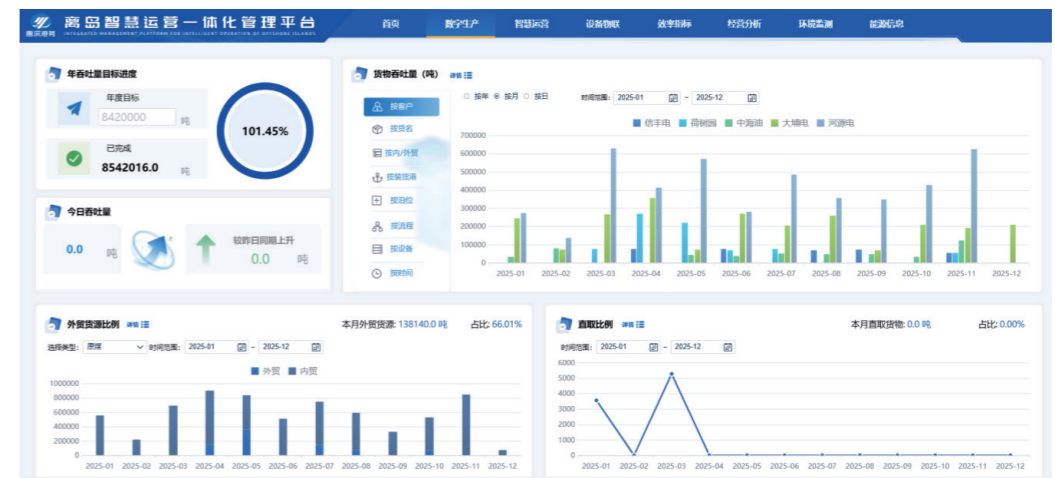 离岛智慧运营一体化管理平台
INTEGRATED MANAGEMENT PLATFORM FOR INTELLIGENT OPERATION OF OFFSHORE ISLANDS
首页 数字生产 智慧运营 设备物联 效率指标 经营分析 环境监测 能源信息
年吞吐量目标进度
年度目标
8420000 吨
已完成
8542016.0 吨
101.45%
今日吞吐量
0.0 吨
较昨日同期上升
0.0 吨
货物吞吐量（吨） 详情
按年 按月 按日 时间范围: 2025-01 - 2025-12
按客户
按货名
按内/外贸
按装货港
按泊位
按流程
按设备
按时间
信丰电 荷树园 中海油 大埔电 河源电
700000
600000
500000
400000
300000
200000
100000
0
2025-01 2025-02 2025-03 2025-04 2025-05 2025-06 2025-07 2025-08 2025-09 2025-10 2025-11 2025-12
外贸货源比例 详情
本月外贸货源: 138140.0 吨 占比: 66.01%
选择类型: 时间范围: 2025-01 - 2025-12
外贸 内贸
1000000
800000
600000
400000
200000
0
2025-01 2025-02 2025-03 2025-04 2025-05 2025-06 2025-07 2025-08 2025-09 2025-10 2025-11 2025-12
直取比例 详情
本月直取货物: 0.0 吨 占比: 0.00%
时间范围: 2025-01 - 2025-12
6000
5000
4000
3000
2000
1000
0
2025-01 2025-02 2025-03 2025-04 2025-05 2025-06 2025-07 2025-08 2025-09 2025-10 2025-11 2025-12